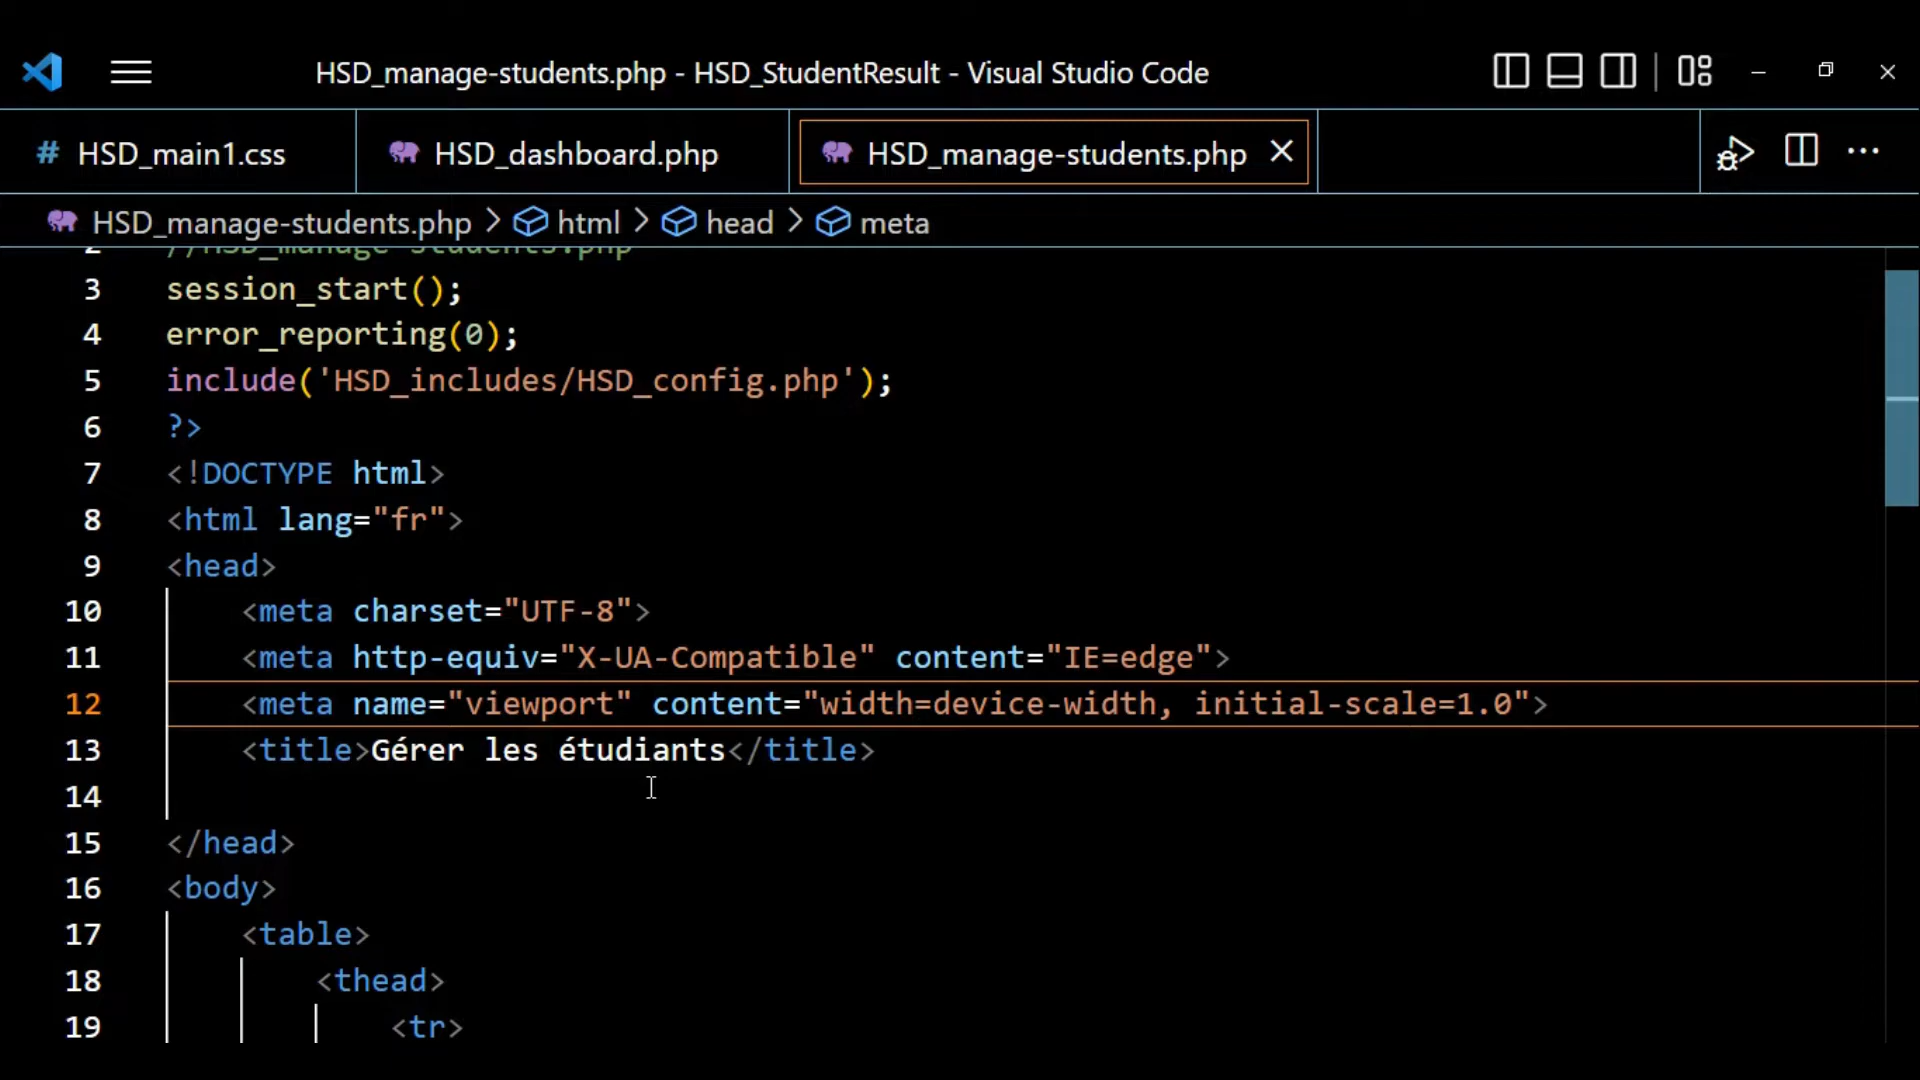 HSD_manage-students.php - HSD_StudentResult - Visual Studio Code
# HSD_main1.css HSD_dashboard.php HSD_manage-students.php
HSD_manage-students.php > html > head > meta
2 //HSD_manage-students.php
3 session_start();
4 error_reporting(0);
5 include('HSD_includes/HSD_config.php');
6 ?>
7 <!DOCTYPE html>
8 <html lang="fr">
9 <head>
10 <meta charset="UTF-8">
11 <meta http-equiv="X-UA-Compatible" content="IE=edge">
12 <meta name="viewport" content="width=device-width, initial-scale=1.0">
13 <title>Gérer les étudiants</title>
14
15 </head>
16 <body>
17 <table>
18 <thead>
19 <tr>